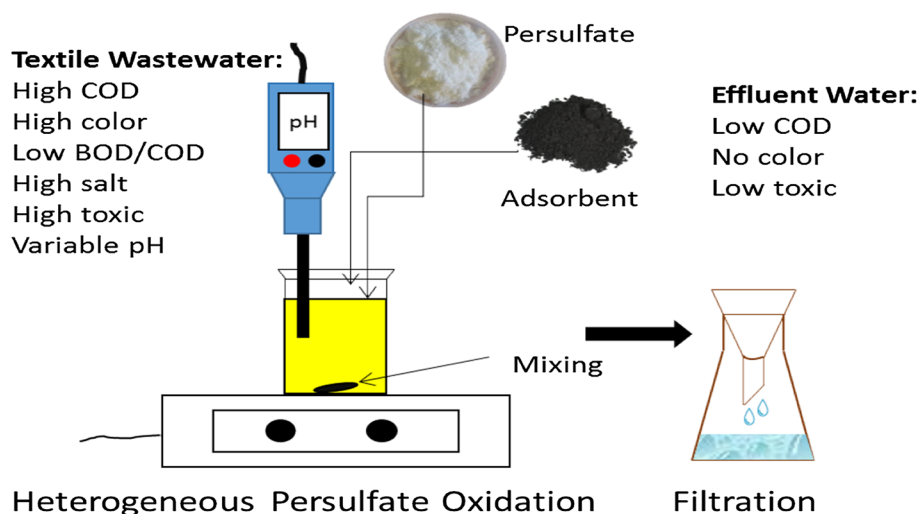 Textile Wastewater:
High COD
High color
Low BOD/COD
High salt
High toxic
Variable pH
pH
Persulfate
Adsorbent
Effluent Water:
Low COD
No color
Low toxic
Mixing
Heterogeneous Persulfate Oxidation
Filtration